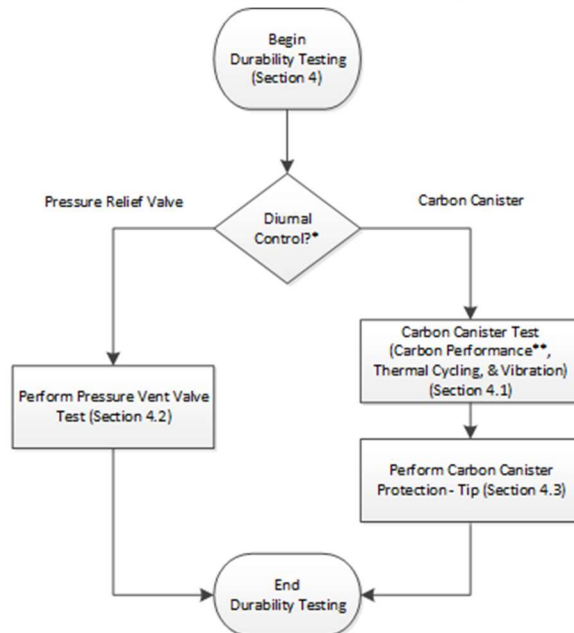 Begin
Durability Testing
(Section 4)
Pressure Relief Valve
Diurnal
Control?*
Carbon Canister
Carbon Canister Test
(Carbon Performance**,
Thermal Cycling, & Vibration)
(Section 4.1)
Perform Pressure Vent Valve
Test (Section 4.2)
Perform Carbon Canister
Protection - Tip (Section 4.3)
End
Durability Testing